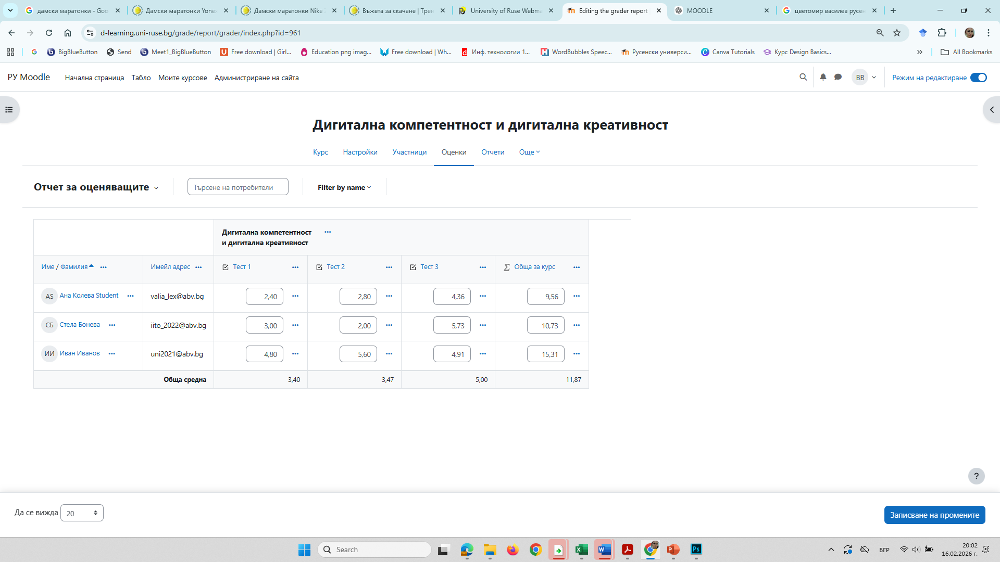 дамски маратонки - Goo
Дамски маратонки Yone
Дамски маратонки Nike
Въжета за скачане | Трен
University of Ruse Webma
Editing the grader report
MOODLE
цветомир василев русен
d-learning.uni-ruse.bg/grade/report/grader/index.php?id=961
BigBlueButton
Send
Meet1_BigBlueButton
Free download | Girl...
Education png imag...
Free download | Wh...
Инф. технологии 1...
WordBubbles Speec...
Русенски универси...
Canva Tutorials
Курс Design Basics...
All Bookmarks
РУ Moodle
Начална страница
Табло
Моите курсове
Администриране на сайта
BB
Режим на редактиране
Дигитална компетентност и дигитална креативност
Курс
Настройки
Участници
Оценки
Отчети
Още
Отчет за оценяващите
Търсене на потребители
Filter by name
Дигитална компетентност
и дигитална креативност
Име / Фамилия
Имейл адрес
Тест 1
Тест 2
Тест 3
Σ Обща за курс
AS Ана Колева Student
valia_lex@abv.bg
2,40
2,80
4,36
9,56
СБ Стела Бонева
iito_2022@abv.bg
3,00
2,00
5,73
10,73
ИИ Иван Иванов
uni2021@abv.bg
4,80
5,60
4,91
15,31
Обща средна
3,40
3,47
5,00
11,87
?
Да се вижда 20
Записване на промените
Search
БГР
20:02
16.02.2026 г.